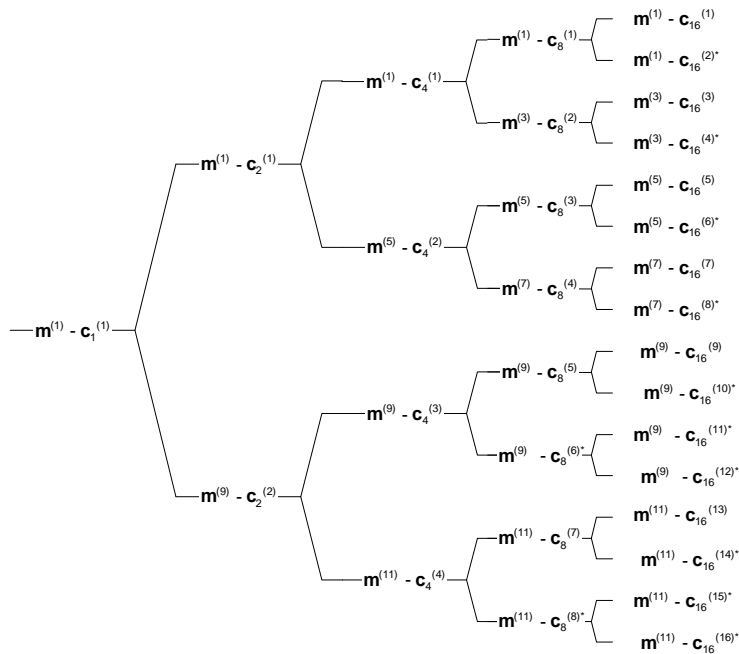 m(1) - c1(1)
m(1) - c2(1)
m(9) - c2(2)
m(1) - c4(1)
m(5) - c4(2)
m(9) - c4(3)
m(11) - c4(4)
m(1) - c8(1)
m(3) - c8(2)
m(5) - c8(3)
m(7) - c8(4)
m(9) - c8(5)
m(9) - c8(6)*
m(11) - c8(7)
m(11) - c8(8)*
m(1) - c16(1)
m(1) - c16(2)*
m(3) - c16(3)
m(3) - c16(4)*
m(5) - c16(5)
m(5) - c16(6)*
m(7) - c16(7)
m(7) - c16(8)*
m(9) - c16(9)
m(9) - c16(10)*
m(9) - c16(11)*
m(9) - c16(12)*
m(11) - c16(13)
m(11) - c16(14)*
m(11) - c16(15)*
m(11) - c16(16)*